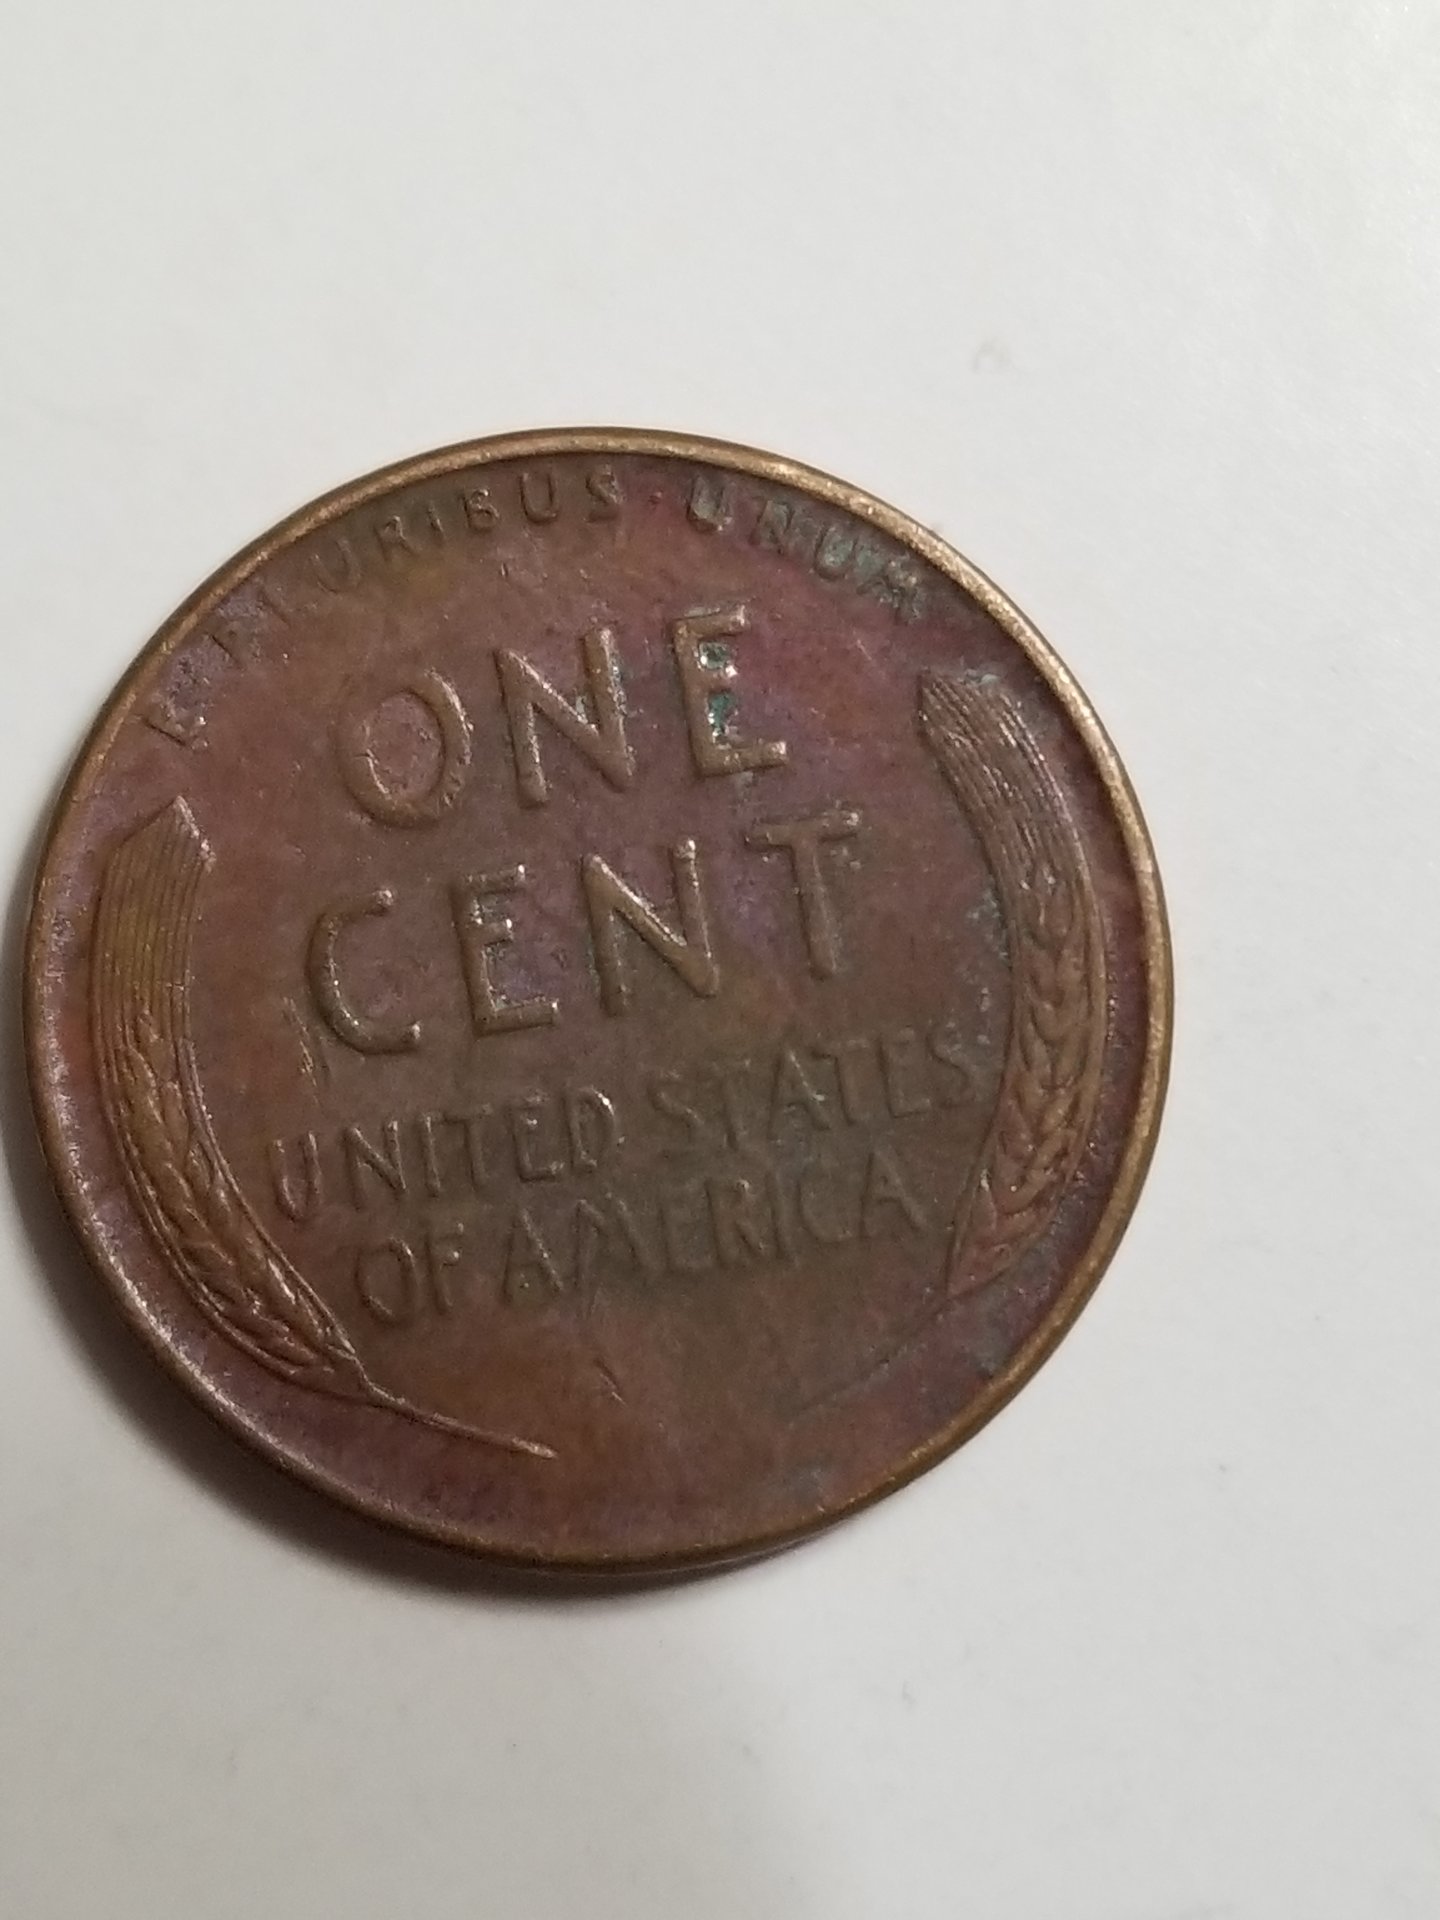 E · PLURIBUS · UNUM
ONE
CENT
UNITED STATES
OF AMERICA